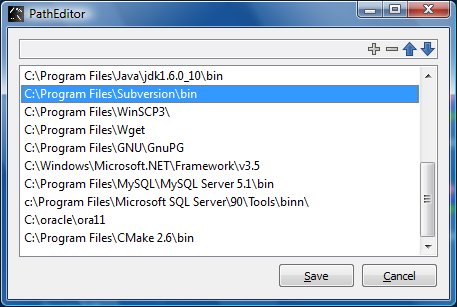 PathEditor
C:\Program Files\Java\jdk1.6.0_10\bin
C:\Program Files\Subversion\bin
C:\Program Files\WinSCP3\
C:\Program Files\Wget
C:\Program Files\GNU\GnuPG
C:\Windows\Microsoft.NET\Framework\v3.5
C:\Program Files\MySQL\MySQL Server 5.1\bin
c:\Program Files\Microsoft SQL Server\90\Tools\binn\
C:\oracle\ora11
C:\Program Files\CMake 2.6\bin
Save Cancel